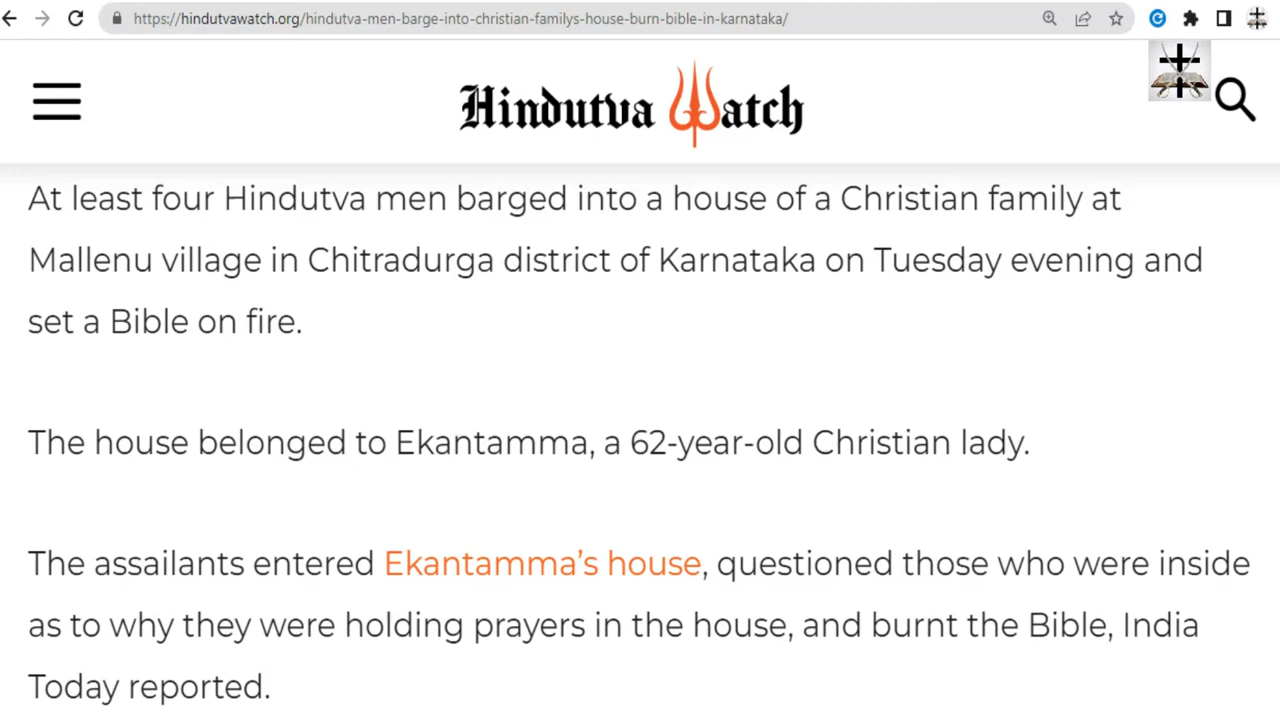 https://hindutvawatch.org/hindutva-men-barge-into-christian-familys-house-burn-bible-in-karnataka/
Hindutva Watch
At least four Hindutva men barged into a house of a Christian family at
Mallenu village in Chitradurga district of Karnataka on Tuesday evening and
set a Bible on fire.
The house belonged to Ekantamma, a 62-year-old Christian lady.
The assailants entered Ekantamma’s house, questioned those who were inside
as to why they were holding prayers in the house, and burnt the Bible, India
Today reported.